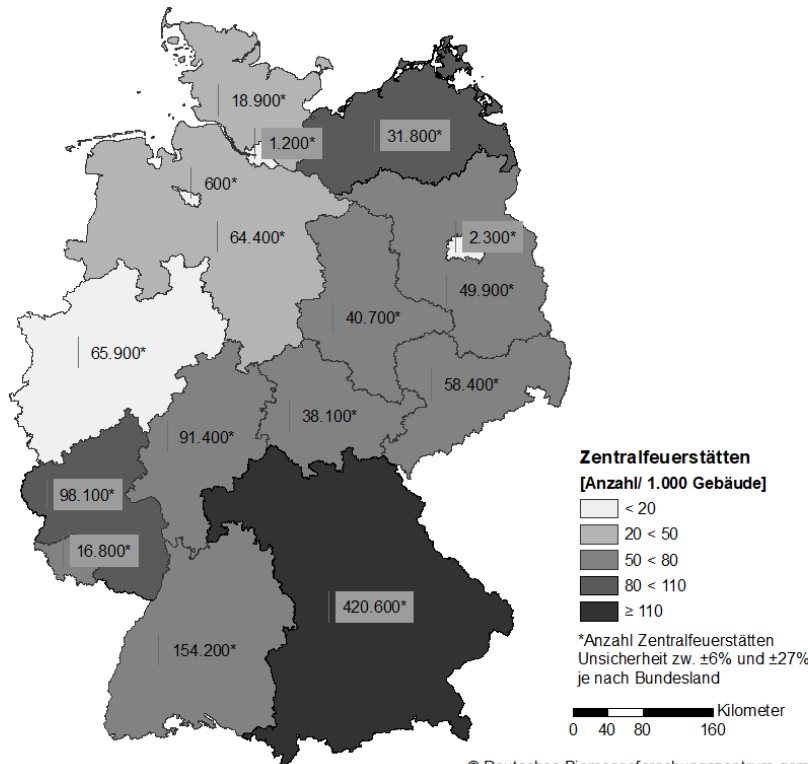 18.900*
1.200*
31.800*
600*
64.400*
2.300*
49.900*
40.700*
65.900*
58.400*
38.100*
91.400*
98.100*
16.800*
420.600*
154.200*
Zentralfeuerstätten
[Anzahl/ 1.000 Gebäude]
< 20
20 < 50
50 < 80
80 < 110
≥ 110
*Anzahl Zentralfeuerstätten
Unsicherheit zw. ±6% und ±27%
je nach Bundesland
Kilometer
0 40 80 160